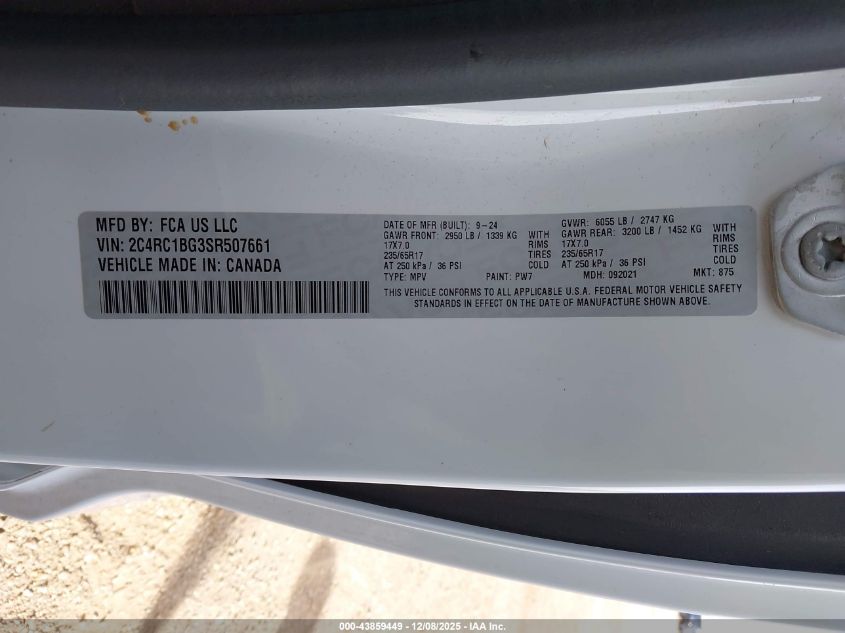 MFD BY: FCA US LLC
VIN: 2C4RC1BG3SR507661
VEHICLE MADE IN: CANADA
DATE OF MFR (BUILT): 9-24
GAWR FRONT: 2950 LB / 1339 KG WITH
17X7.0 RIMS
235/65R17 TIRES
AT 250 kPa / 36 PSI COLD
TYPE: MPV PAINT: PW7
GVWR: 6055 LB / 2747 KG
GAWR REAR: 3200 LB / 1452 KG WITH
17X7.0 RIMS
235/65R17 TIRES
AT 250 kPa / 36 PSI COLD
MDH: 092021 MKT: 875
THIS VEHICLE CONFORMS TO ALL APPLICABLE U.S.A. FEDERAL MOTOR VEHICLE SAFETY
STANDARDS IN EFFECT ON THE DATE OF MANUFACTURE SHOWN ABOVE.
000-43859449 - 12/08/2025 - IAA Inc.